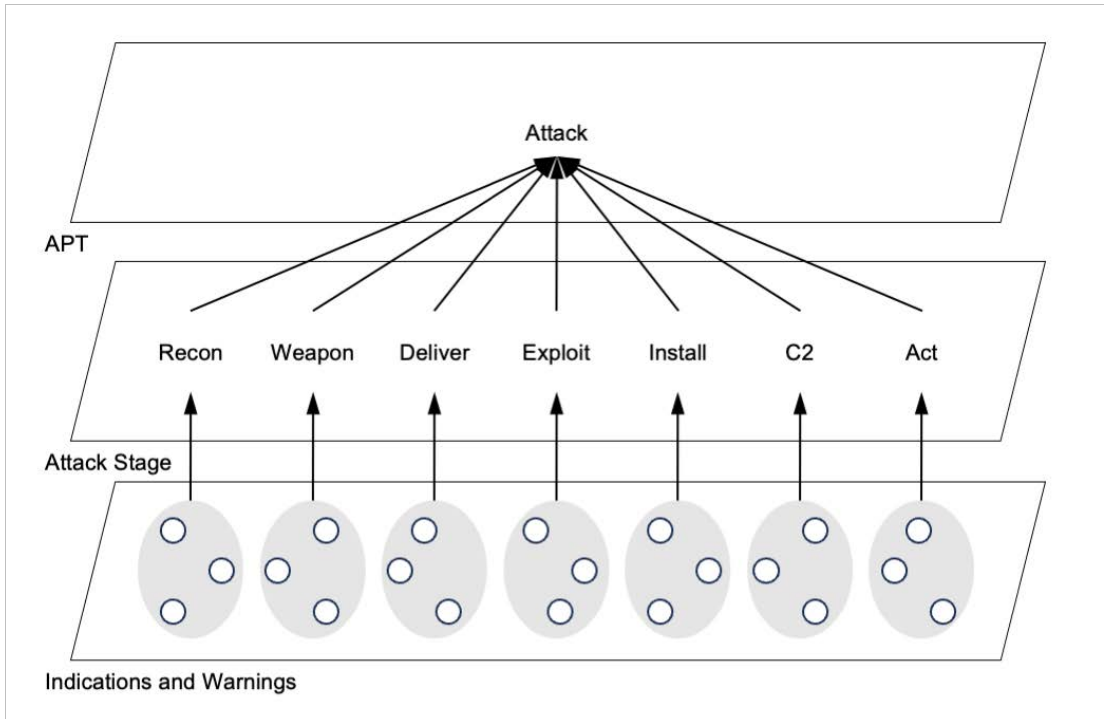 Attack
APT
Recon Weapon Deliver Exploit Install C2 Act
Attack Stage
Indications and Warnings